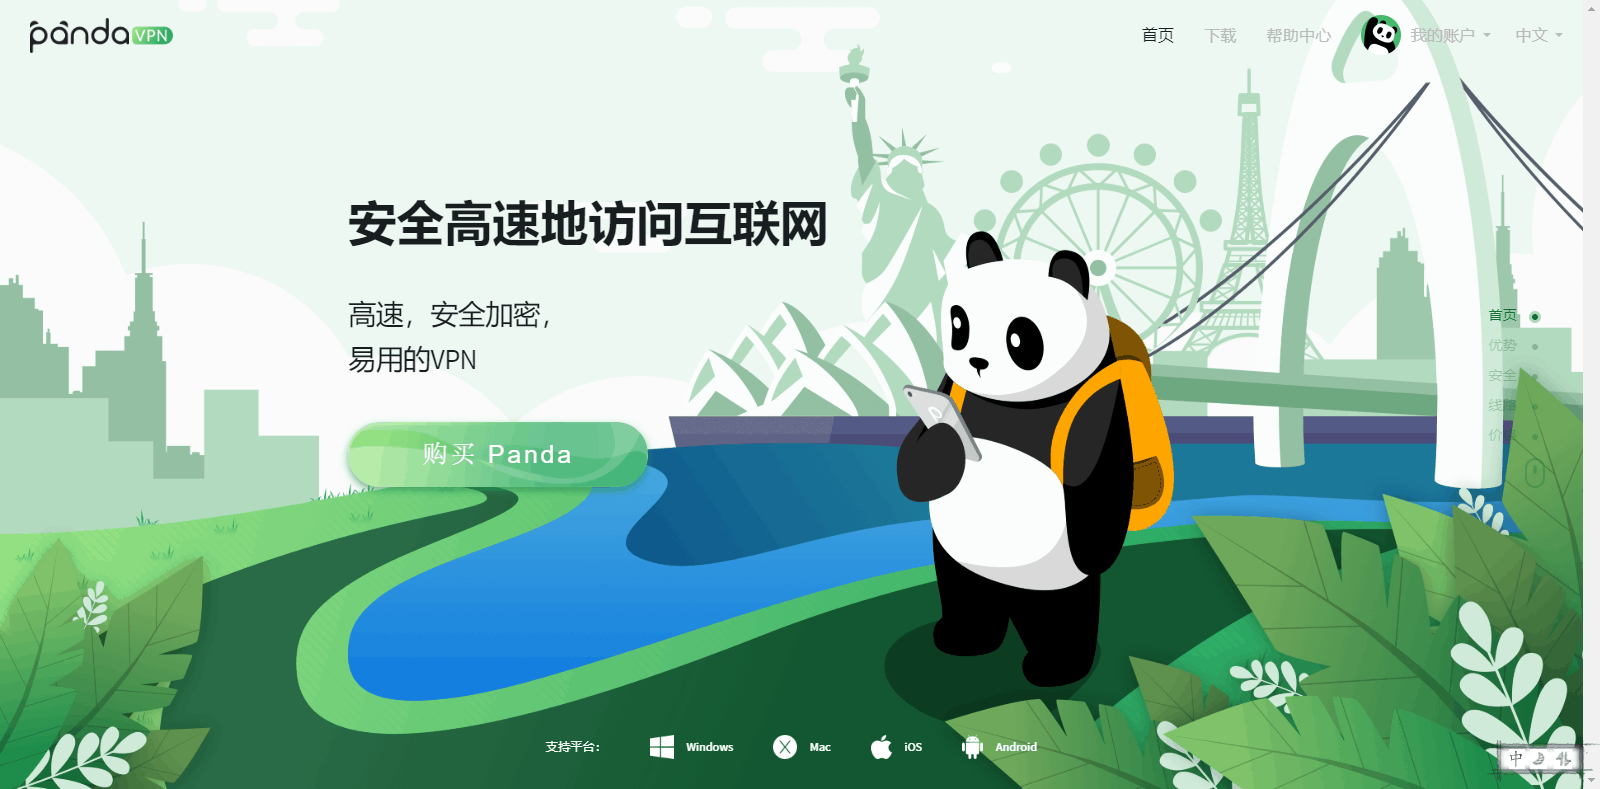 pandaVPN
首页
下载
帮助中心
我的账户
中文
安全高速地访问互联网
高速，安全加密，
易用的VPN
购买 Panda
首页
优势
安全
线路
支持平台：
Windows
Mac
iOS
Android
中